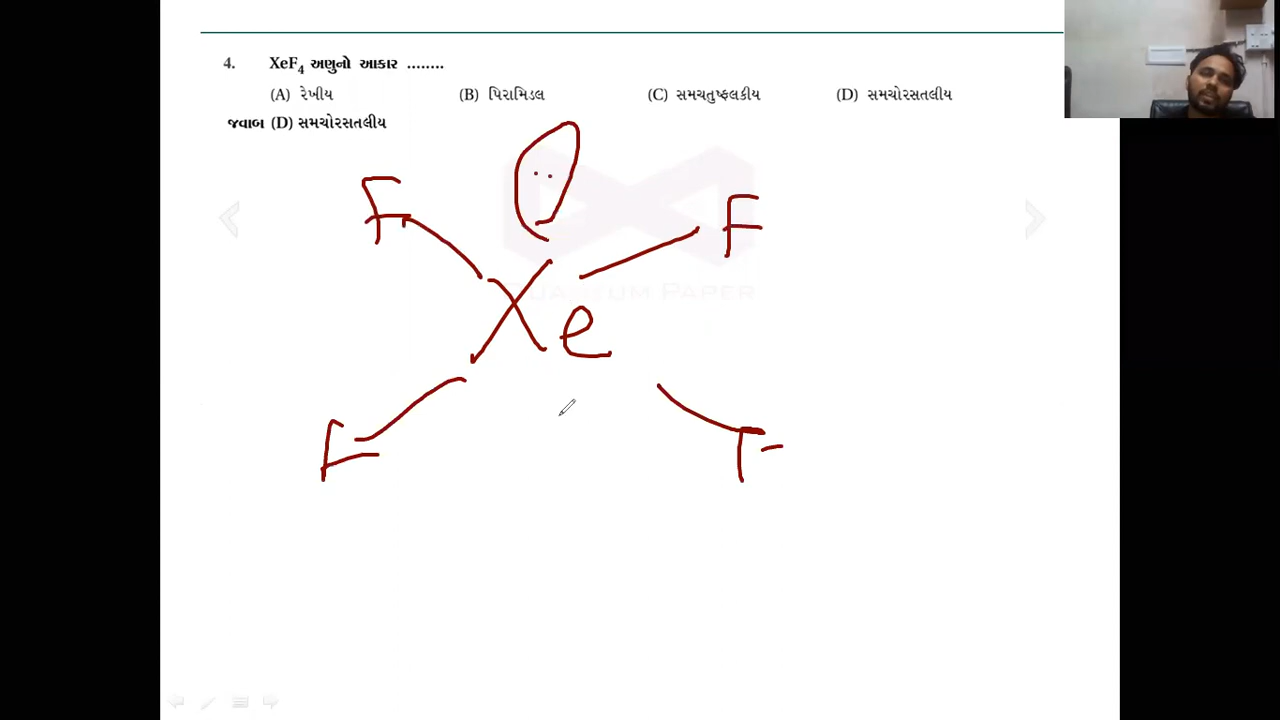 4. XeF₄ અણુનો આકાર ........
(A) રેખીય (B) પિરામિડલ (C) સમચતુષ્ફલકીય (D) સમચોરસતલીય
જવાબ (D) સમચોરસતલીય
F F
Xe
F F